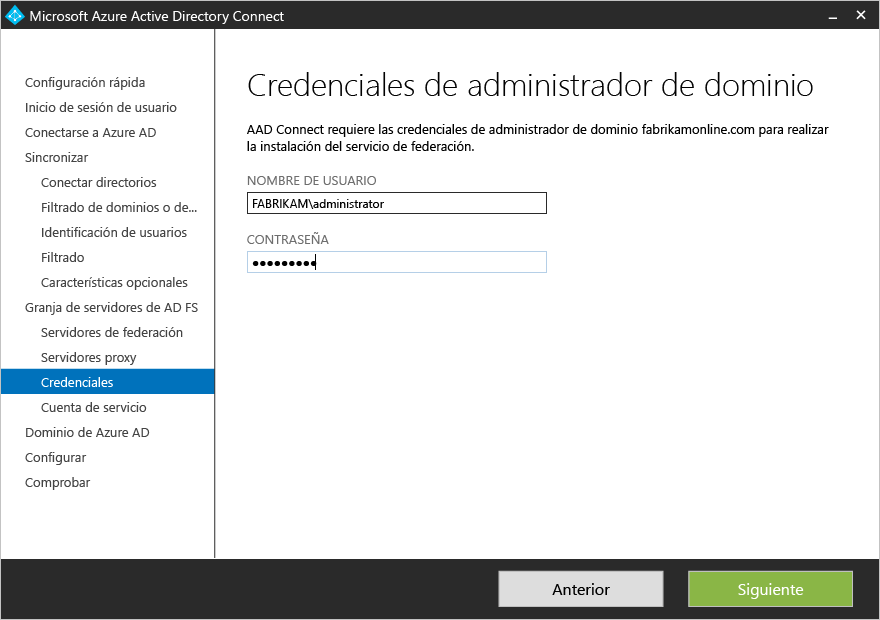 Microsoft Azure Active Directory Connect
Configuración rápida
Inicio de sesión de usuario
Conectarse a Azure AD
Sincronizar
Conectar directorios
Filtrado de dominios o de...
Identificación de usuarios
Filtrado
Características opcionales
Granja de servidores de AD FS
Servidores de federación
Servidores proxy
Credenciales
Cuenta de servicio
Dominio de Azure AD
Configurar
Comprobar
Credenciales de administrador de dominio
AAD Connect requiere las credenciales de administrador de dominio fabrikamonline.com para realizar
la instalación del servicio de federación.
NOMBRE DE USUARIO
FABRIKAM\administrator
CONTRASEÑA
●●●●●●●●●
Anterior
Siguiente